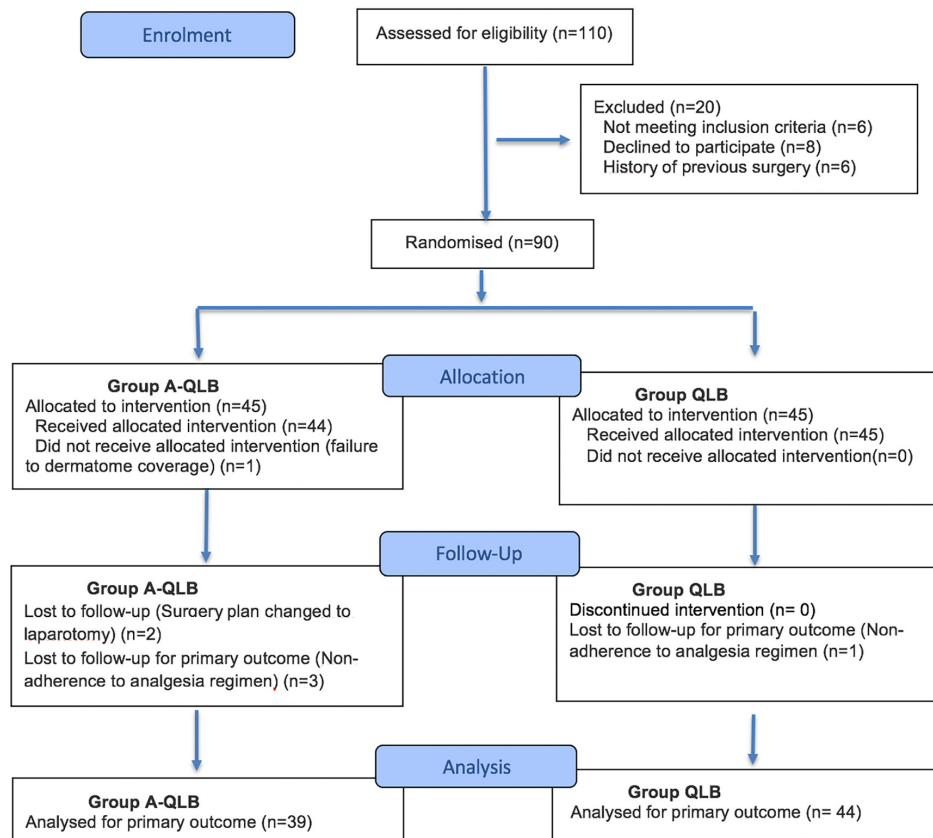 Enrolment
Assessed for eligibility (n=110)
Excluded (n=20)
Not meeting inclusion criteria (n=6)
Declined to participate (n=8)
History of previous surgery (n=6)
Randomised (n=90)
Allocation
Group A-QLB
Allocated to intervention (n=45)
Received allocated intervention (n=44)
Did not receive allocated intervention (failure
to dermatome coverage) (n=1)
Group QLB
Allocated to intervention (n=45)
Received allocated intervention (n=45)
Did not receive allocated intervention(n=0)
Follow-Up
Group A-QLB
Lost to follow-up (Surgery plan changed to
laparotomy) (n=2)
Lost to follow-up for primary outcome (Non-
adherence to analgesia regimen) (n=3)
Group QLB
Discontinued intervention (n= 0)
Lost to follow-up for primary outcome (Non-
adherence to analgesia regimen (n=1)
Analysis
Group A-QLB
Analysed for primary outcome (n=39)
Group QLB
Analysed for primary outcome (n= 44)